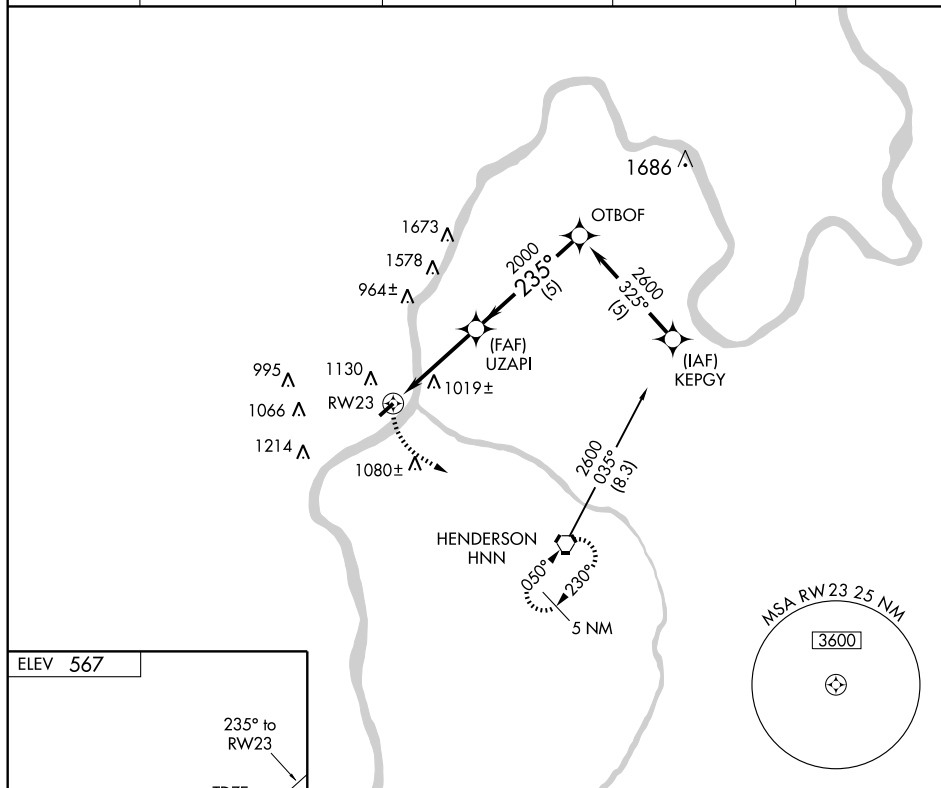 1686
OTBOF
1673
1578
964±
2000
235°
(5)
2600
325°
(5)
(FAF)
UZAPI
(IAF)
KEPGY
995
1130
1019±
1066
RW23
1214
1080±
2600
035°
(8.3)
HENDERSON
HNN
050°
230°
5 NM
MSA RW23 25 NM
3600
ELEV 567
235° to
RW23